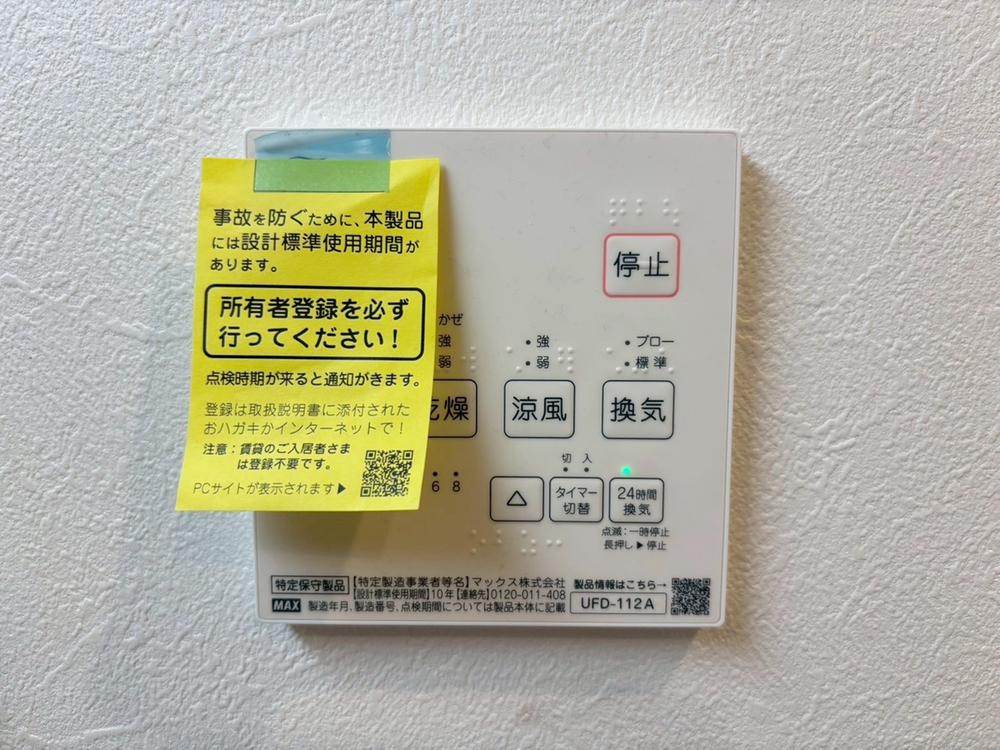 事故を防ぐために、本製品
には設計標準使用期間が
あります。
所有者登録を必ず
行ってください！
点検時期が来ると通知がきます。
登録は取扱説明書に添付された
おハガキかインターネットで！
注意：賃貸のご入居者さま
は登録不要です。
PCサイトが表示されます▶
停止
かぜ
強
弱
• 強
• 弱
• ブロー
• 標準
燥
涼風
換気
6 8
切 入
△
タイマー
切替
24時間
換気
点滅：一時停止
長押し▶停止
特定保守製品
【特定製造事業者等名】マックス株式会社
【設計標準使用期間】10年【連絡先】0120-011-408
MAX 製造年月、製造番号、点検期間については製品本体に記載
製品情報はこちら→
UFD-112A